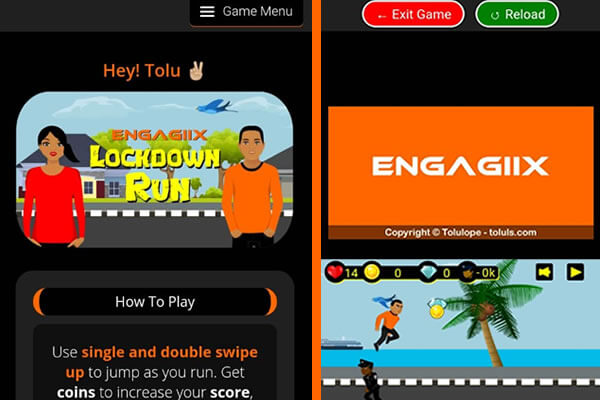 Game Menu
Hey! Tolu ✌🏼
ENGAGIIX
LOCKDOWN
RUN
How To Play
Use single and double swipe
up to jump as you run. Get
coins to increase your score,
← Exit Game
↺ Reload
ENGAGIIX
Copyright © Tolulope - toluls.com
14 0 0 -0k